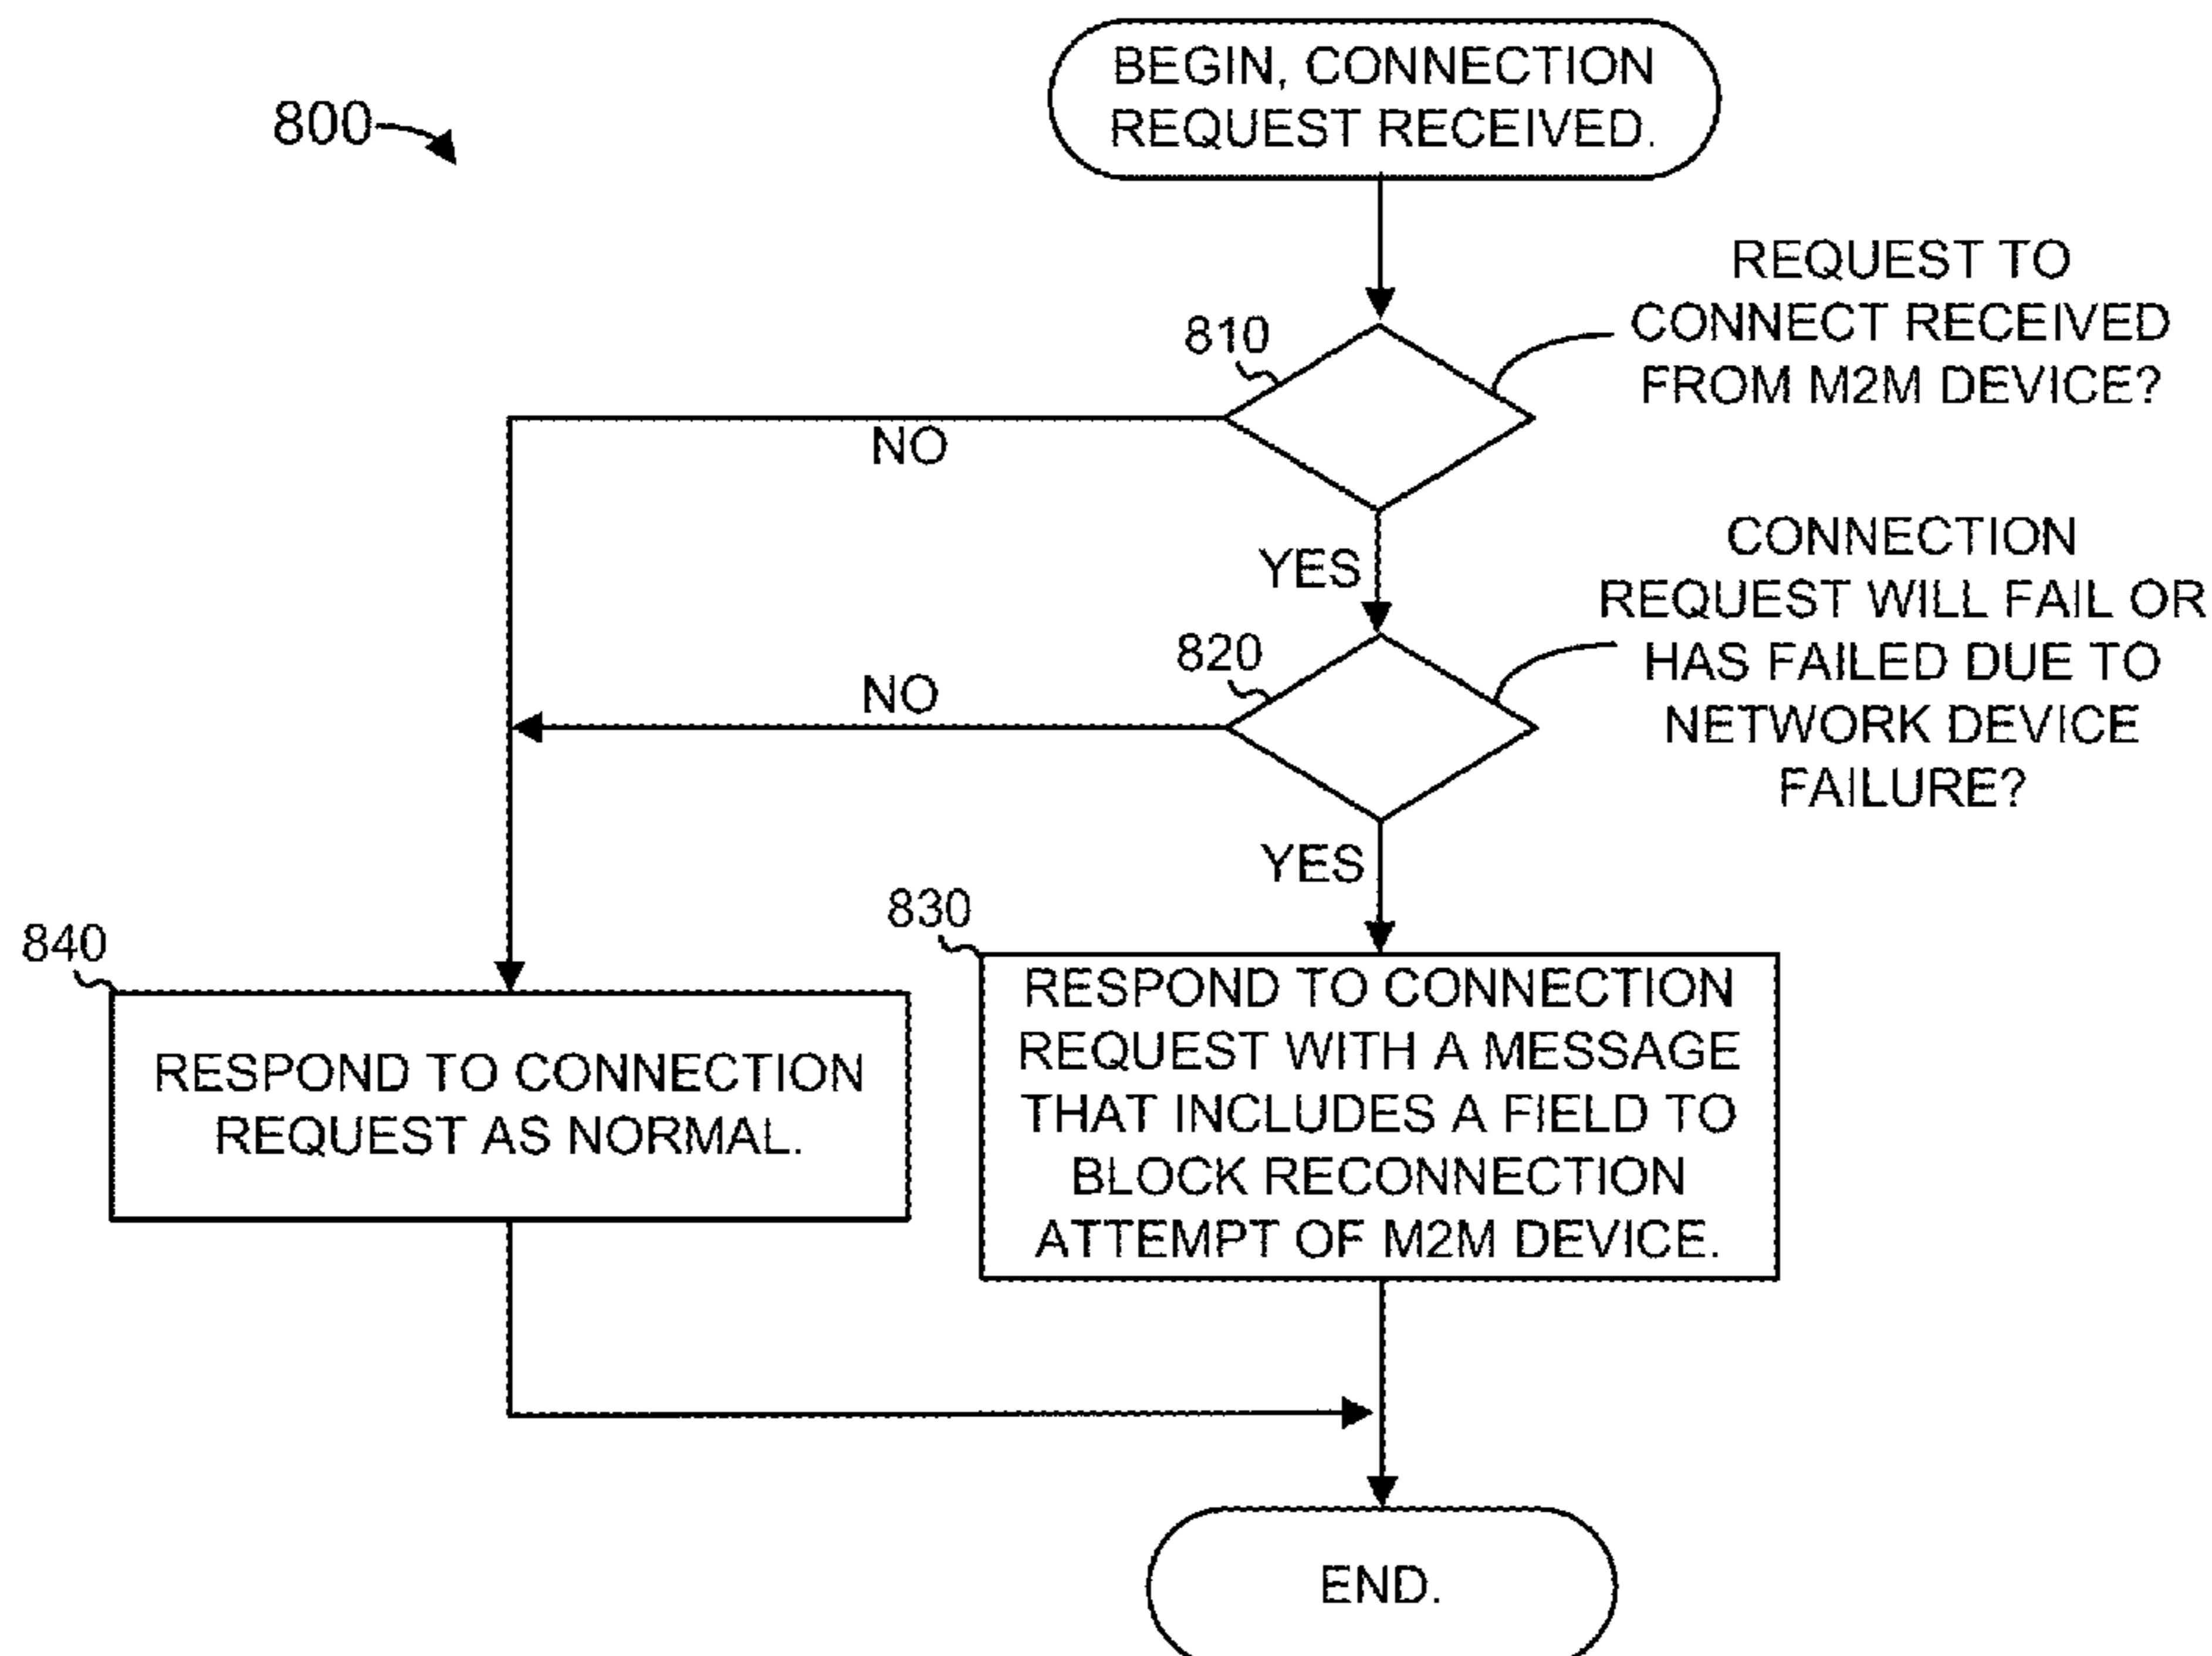 BEGIN, CONNECTION
REQUEST RECEIVED.
800
REQUEST TO
CONNECT RECEIVED
FROM M2M DEVICE?
810
NO
YES
CONNECTION
REQUEST WILL FAIL OR
HAS FAILED DUE TO
NETWORK DEVICE
FAILURE?
820
NO
YES
830
RESPOND TO CONNECTION
REQUEST WITH A MESSAGE
THAT INCLUDES A FIELD TO
BLOCK RECONNECTION
ATTEMPT OF M2M DEVICE.
840
RESPOND TO CONNECTION
REQUEST AS NORMAL.
END.